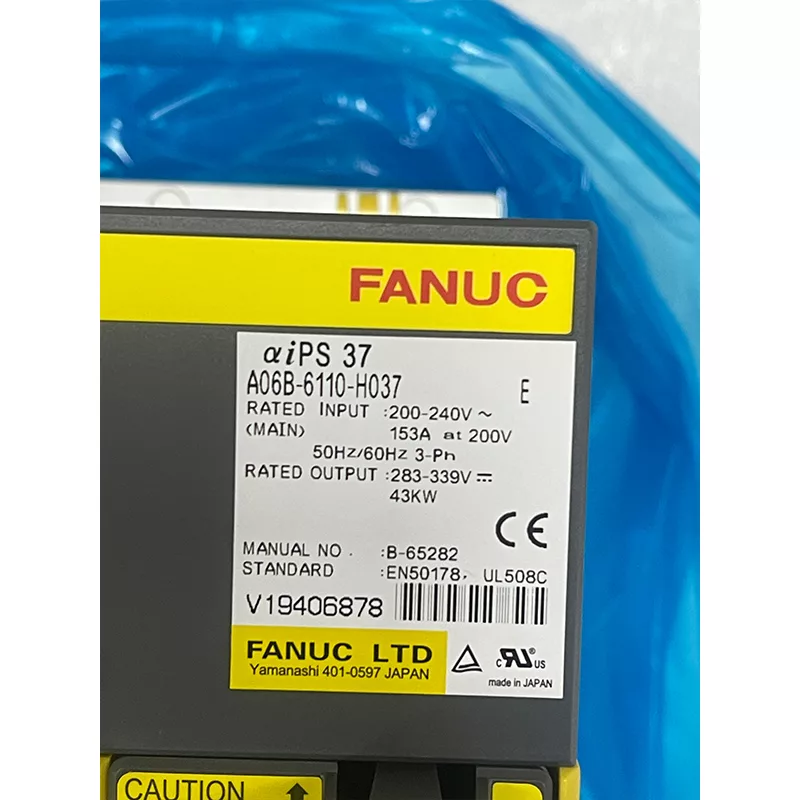 FANUC
αiPS 37
A06B-6110-H037 E
RATED INPUT :200-240V ~
(MAIN) 153A at 200V
50Hz/60Hz 3-Ph
RATED OUTPUT :283-339V ⎓
43KW
CE
MANUAL NO. :B-65282
STANDARD :EN50178, UL508C
V19406878
FANUC LTD
Yamanashi 401-0597 JAPAN
c RU US
made in JAPAN
CAUTION